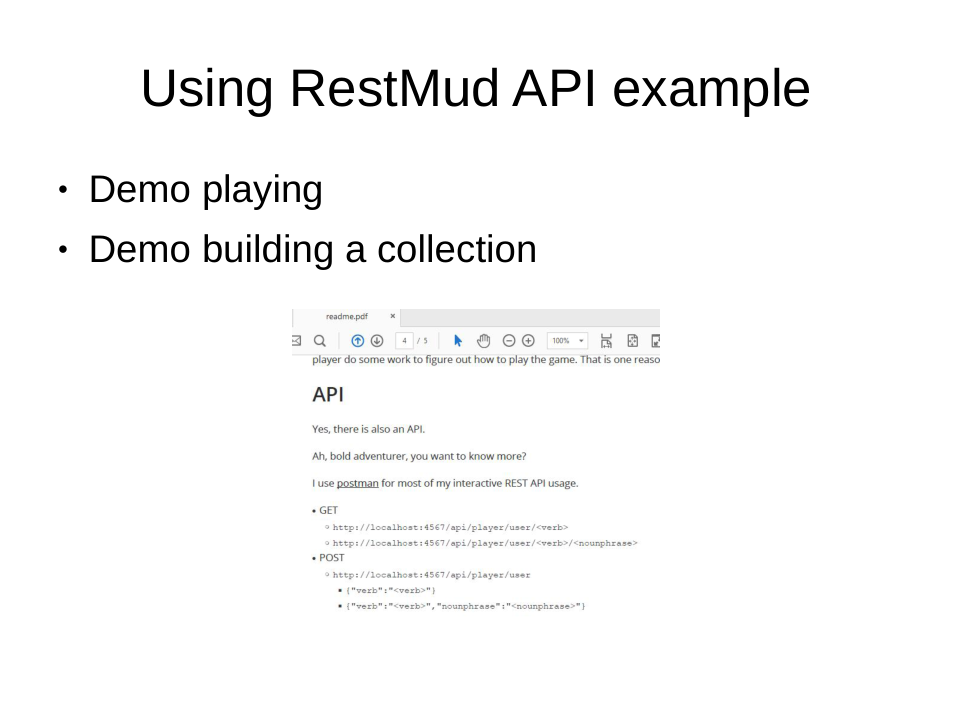 Using RestMud API example
• Demo playing
• Demo building a collection
readme.pdf ×
4 / 5 100%
player do some work to figure out how to play the game. That is one reaso
API
Yes, there is also an API.
Ah, bold adventurer, you want to know more?
I use postman for most of my interactive REST API usage.
• GET
○ http://localhost:4567/api/player/user/<verb>
○ http://localhost:4567/api/player/user/<verb>/<nounphrase>
• POST
○ http://localhost:4567/api/player/user
▪ {"verb":"<verb>"}
▪ {"verb":"<verb>","nounphrase":"<nounphrase>"}